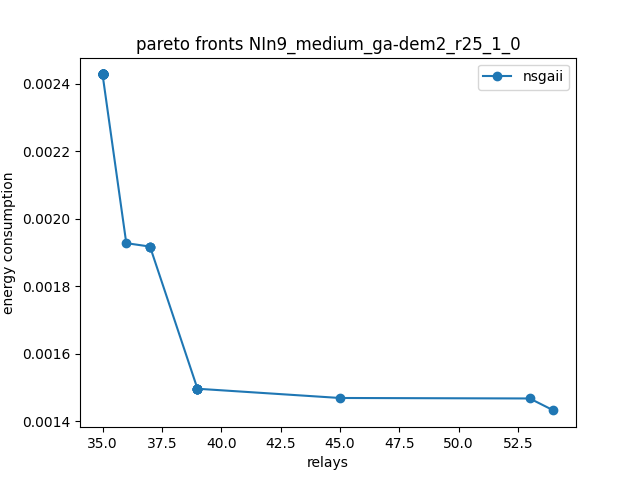 pareto fronts NIn9_medium_ga-dem2_r25_1_0
nsgaii
energy consumption
0.0024
0.0022
0.0020
0.0018
0.0016
0.0014
35.0 37.5 40.0 42.5 45.0 47.5 50.0 52.5
relays